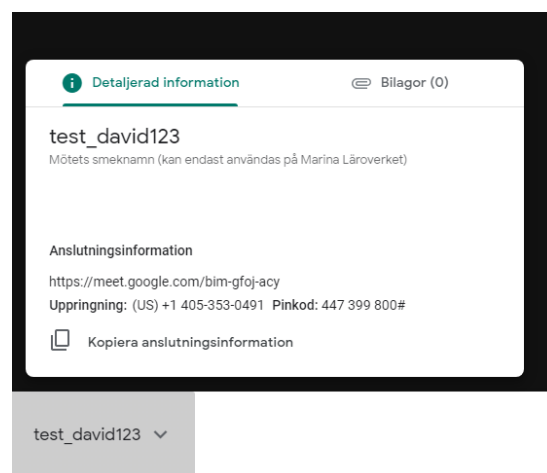 Detaljerad information
Bilagor (0)
test_david123
Mötets smeknamn (kan endast användas på Marina Läroverket)
Anslutningsinformation
https://meet.google.com/bim-gfoj-acy
Uppringning: (US) +1 405-353-0491 Pinkod: 447 399 800#
Kopiera anslutningsinformation
test_david123